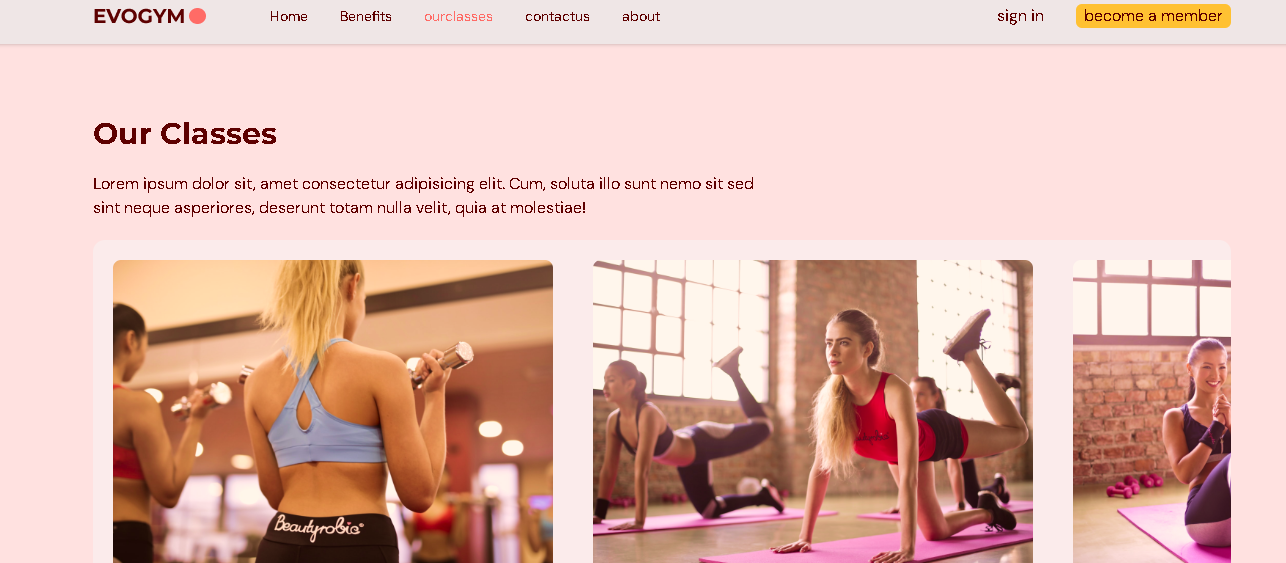 EVOGYM Home Benefits ourclasses contactus about sign in become a member
Our Classes
Lorem ipsum dolor sit, amet consectetur adipisicing elit. Cum, soluta illo sunt nemo sit sed
sint neque asperiores, deserunt totam nulla velit, quia at molestiae!
Beautyrobic®